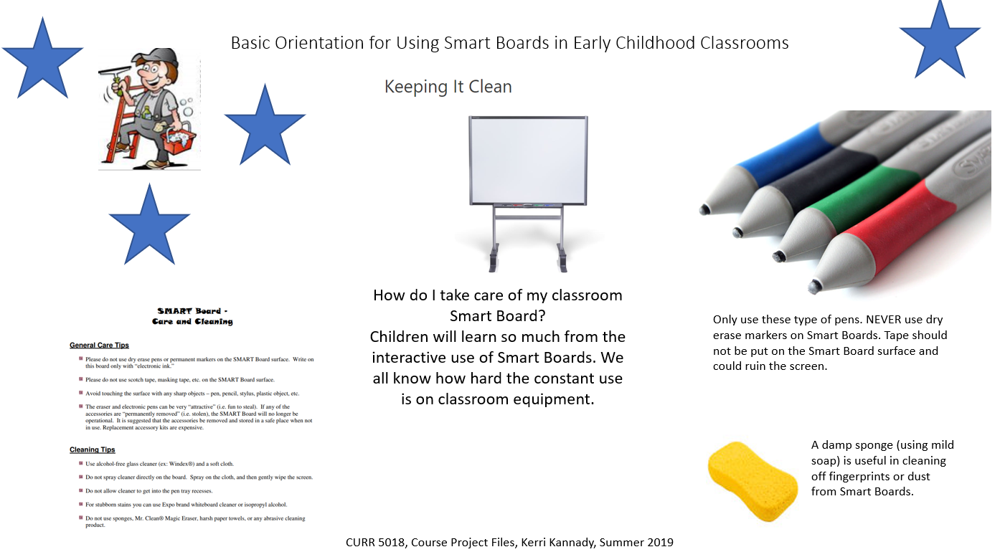 Basic Orientation for Using Smart Boards in Early Childhood Classrooms
Keeping It Clean
SMART Board -
Care and Cleaning
General Care Tips
Please do not use dry erase pens or permanent markers on the SMART Board surface. Write on
this board only with “electronic ink.”
Please do not use scotch tape, masking tape, etc. on the SMART Board surface.
Avoid touching the surface with any sharp objects – pen, pencil, stylus, plastic object, etc.
The eraser and electronic pens can be very “attractive” (i.e. fun to steal). If any of the
accessories are “permanently removed” (i.e. stolen), the SMART Board will no longer be
operational. It is suggested that the accessories be removed and stored in a safe place when not
in use. Replacement accessory kits are expensive.
Cleaning Tips
Use alcohol-free glass cleaner (ex: Windex®) and a soft cloth.
Do not spray cleaner directly on the board. Spray on the cloth, and then gently wipe the screen.
Do not allow cleaner to get into the pen tray recesses.
For stubborn stains you can use Expo brand whiteboard cleaner or isopropyl alcohol.
Do not use sponges, Mr. Clean® Magic Eraser, harsh paper towels, or any abrasive cleaning
product.
How do I take care of my classroom
Smart Board?
Children will learn so much from the
interactive use of Smart Boards. We
all know how hard the constant use
is on classroom equipment.
Only use these type of pens. NEVER use dry
erase markers on Smart Boards. Tape should
not be put on the Smart Board surface and
could ruin the screen.
A damp sponge (using mild
soap) is useful in cleaning
off fingerprints or dust
from Smart Boards.
CURR 5018, Course Project Files, Kerri Kannady, Summer 2019